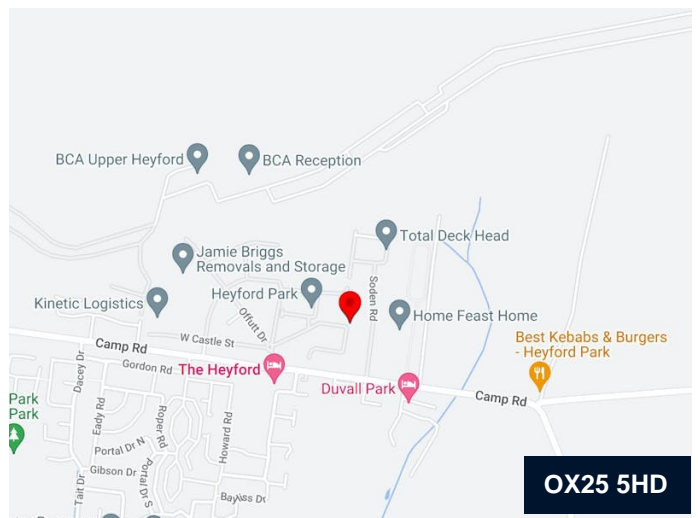 BCA Upper Heyford
BCA Reception
Total Deck Head
Jamie Briggs
Removals and Storage
Heyford Park
Soden Rd
Kinetic Logistics
Offutt Dr
Home Feast Home
W Castle St
Best Kebabs & Burgers
- Heyford Park
Camp Rd
Gordon Rd
The Heyford
Dacey Dr
Duvall Park
Camp Rd
Park
Park
Eady Rd
Roper Rd
Howard Rd
Portal Dr N
Gibson Dr
Tait Dr
Portal Dr S
OX25 5HD